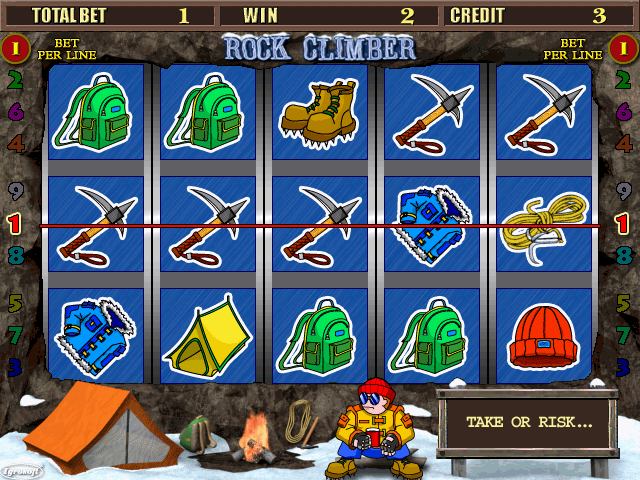 TOTAL BET 1 WIN 2 CREDIT 3
1 BET PER LINE ROCK CLIMBER BET PER LINE 1
2 2
6 6
4 4
9 9
1 1
8 8
5 5
7 7
3 3
TAKE OR RISK...
Igrosoft